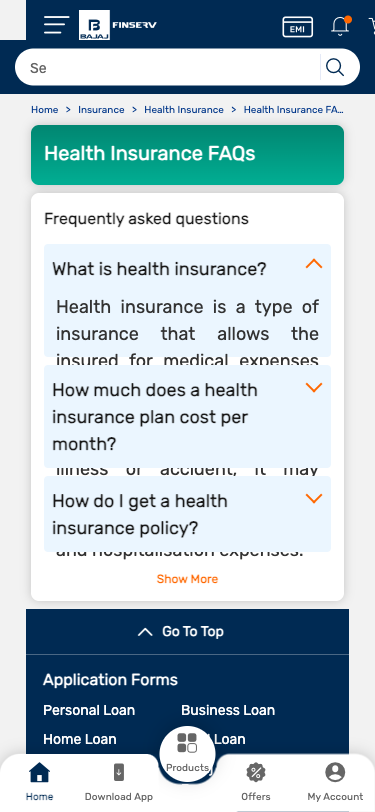 BAJAJ FINSERV
EMI
Se
Home > Insurance > Health Insurance > Health Insurance FA...
Health Insurance FAQs
Frequently asked questions
What is health insurance?
Health insurance is a type of
insurance that allows the
insured for medical expenses
How much does a health
insurance plan cost per
month?
illness or accident, it may
How do I get a health
insurance policy?
and hospitalisation expenses.
Show More
Go To Top
Application Forms
Personal Loan Business Loan
Home Loan Loan
Products
Home Download App Offers My Account